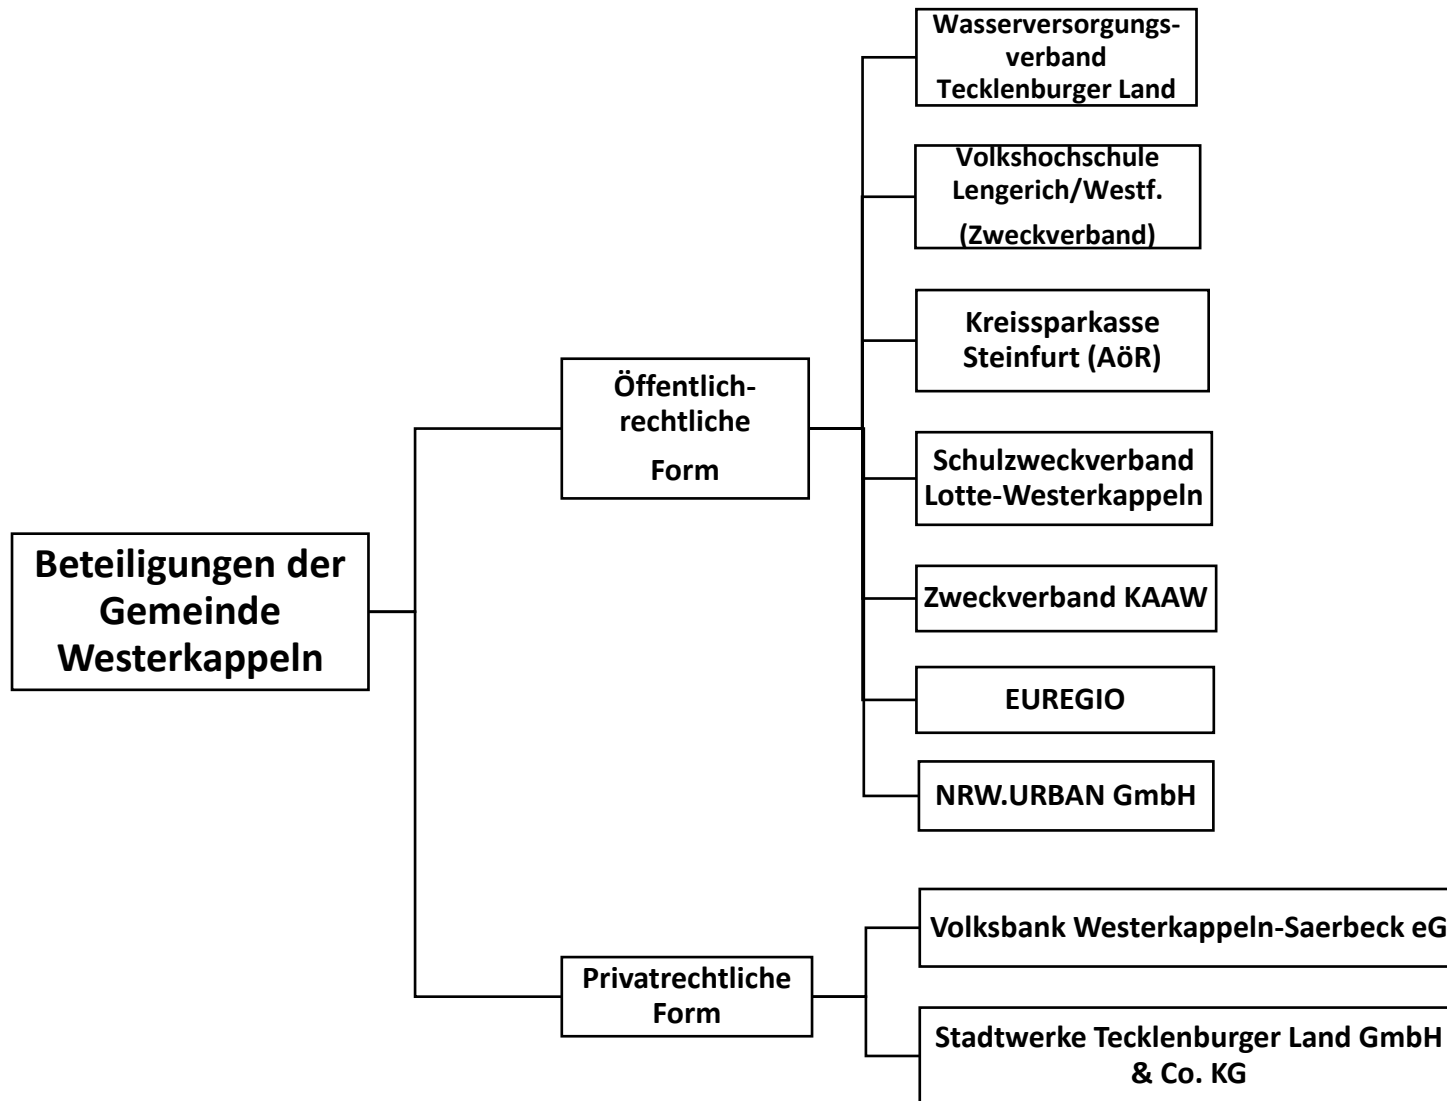 Beteiligungen der
Gemeinde
Westerkappeln
Öffentlich-
rechtliche
Form
Wasserversorgungs-
verband
Tecklenburger Land
Volkshochschule
Lengerich/Westf.
(Zweckverband)
Kreissparkasse
Steinfurt (AöR)
Schulzweckverband
Lotte-Westerkappeln
Zweckverband KAAW
EUREGIO
NRW.URBAN GmbH
Privatrechtliche
Form
Volksbank Westerkappeln-Saerbeck eG
Stadtwerke Tecklenburger Land GmbH
& Co. KG